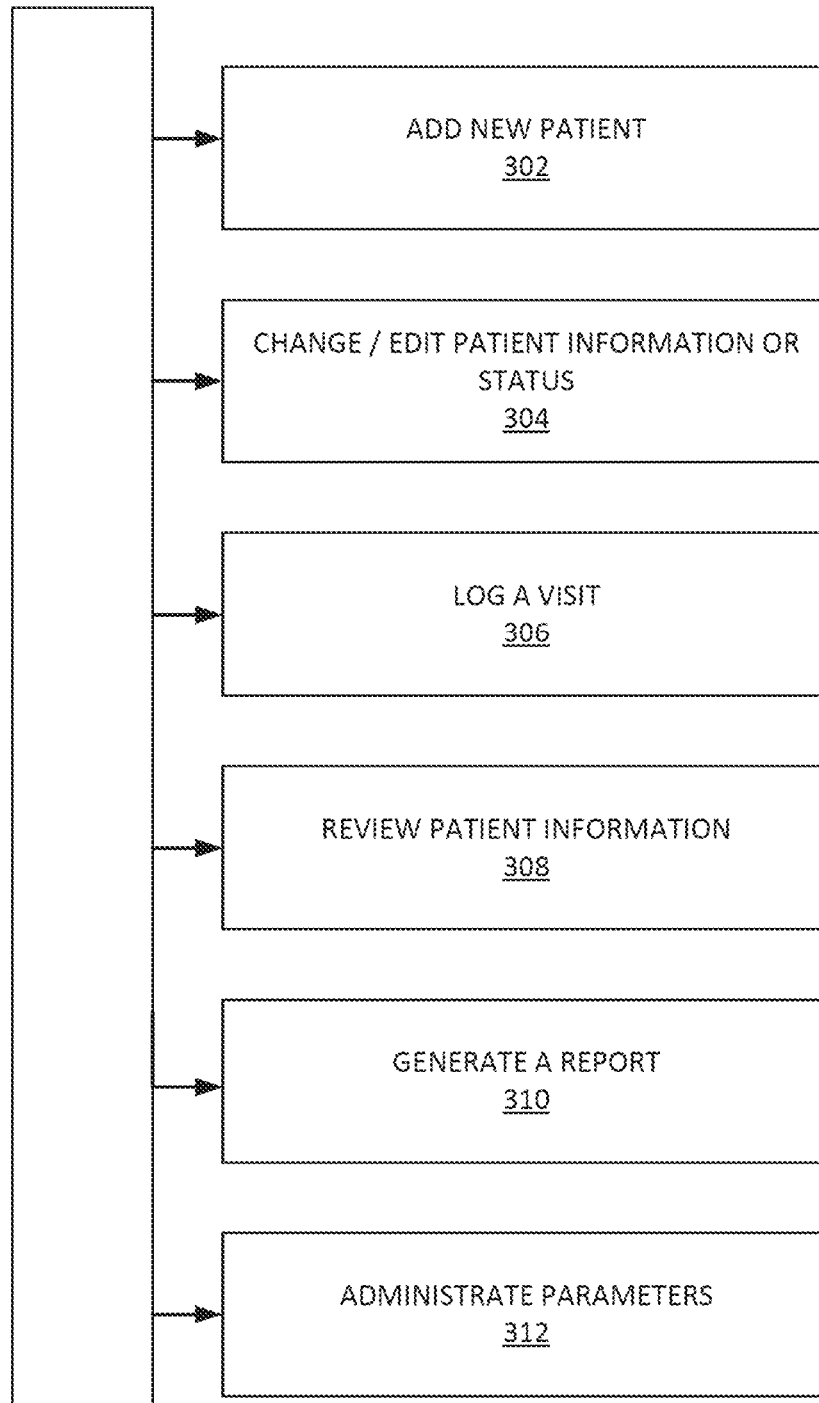 ADD NEW PATIENT
302
CHANGE / EDIT PATIENT INFORMATION OR
STATUS
304
LOG A VISIT
306
REVIEW PATIENT INFORMATION
308
GENERATE A REPORT
310
ADMINISTRATE PARAMETERS
312